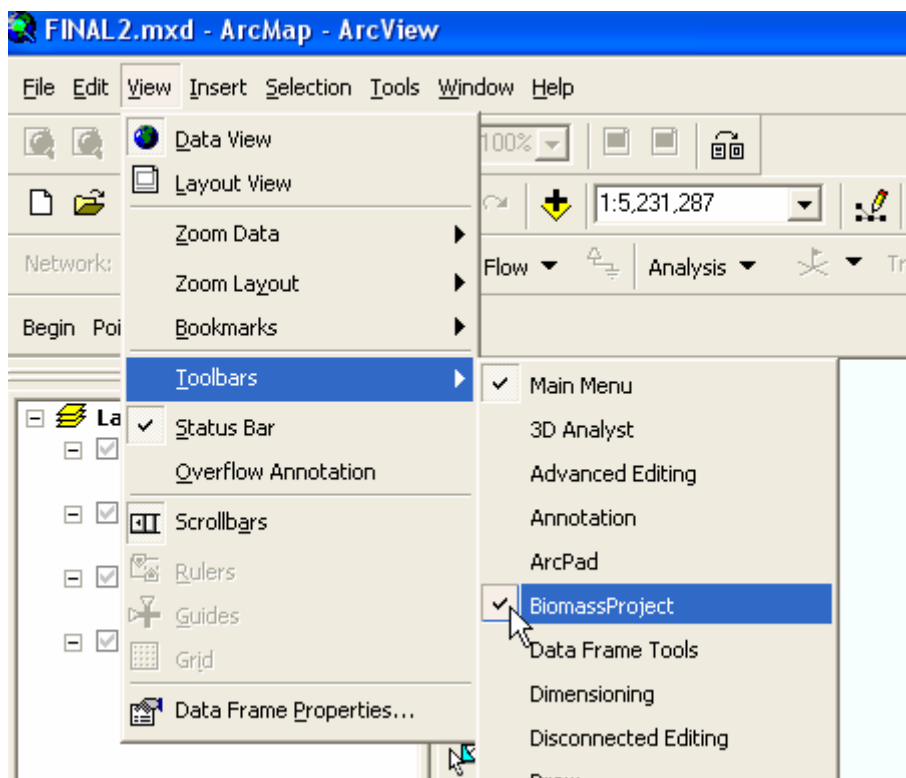 FINAL2.mxd - ArcMap - ArcView
File Edit View Insert Selection Tools Window Help
Data View
100%
Layout View
1:5,231,287
Zoom Data
Network:
Flow
Analysis
Zoom Layout
Begin
Bookmarks
Toolbars
Main Menu
Status Bar
3D Analyst
Overflow Annotation
Advanced Editing
Scrollbars
Annotation
Rulers
ArcPad
Guides
BiomassProject
Grid
Data Frame Tools
Data Frame Properties...
Dimensioning
Disconnected Editing